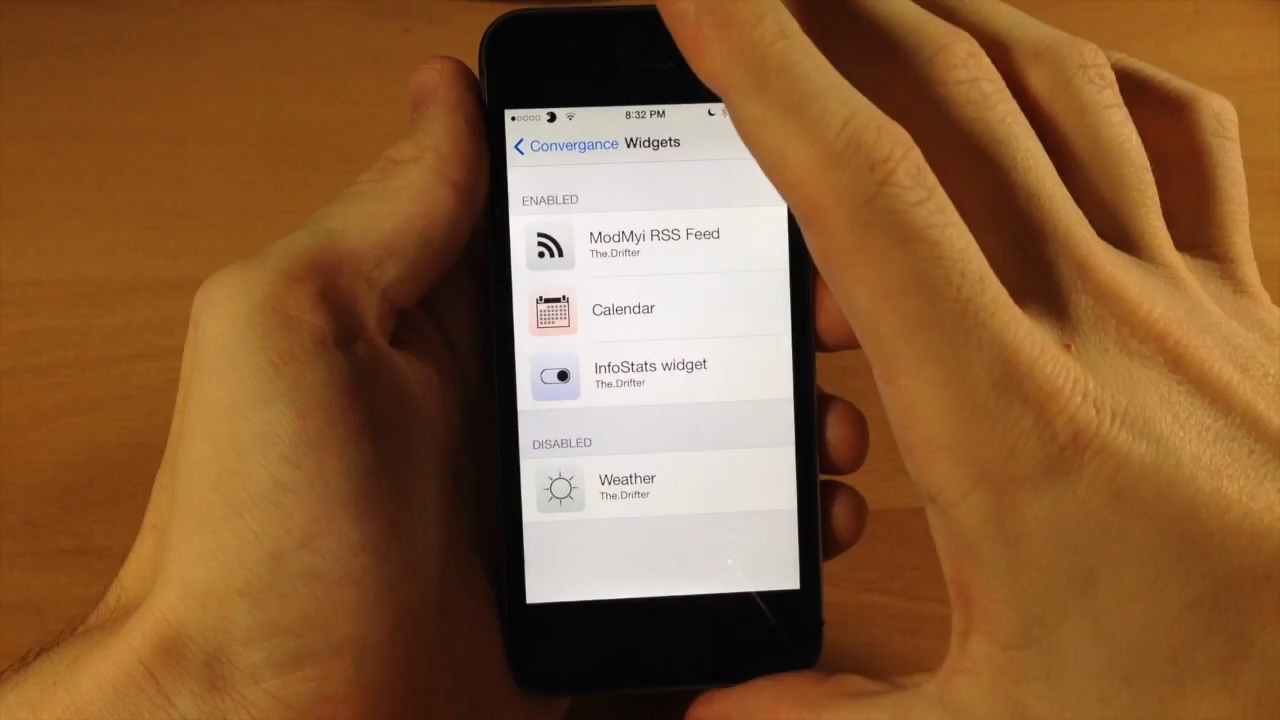 8:32 PM
Convergance Widgets
ENABLED
ModMyi RSS Feed
The.Drifter
Calendar
InfoStats widget
The.Drifter
DISABLED
Weather
The.Drifter